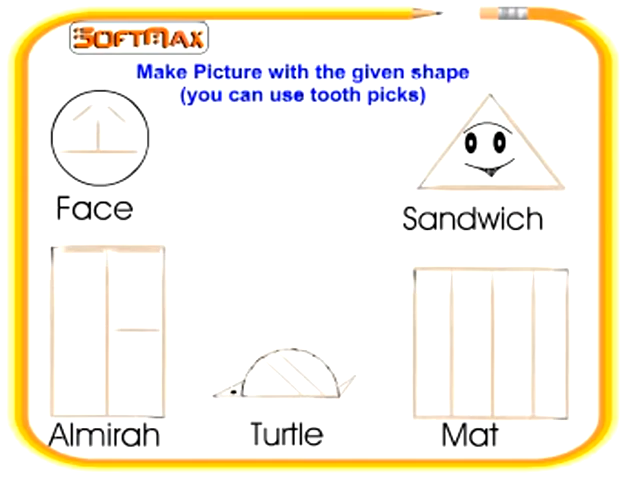 SOFTMAX
Make Picture with the given shape
(you can use tooth picks)
Face
Sandwich
Almirah
Turtle
Mat